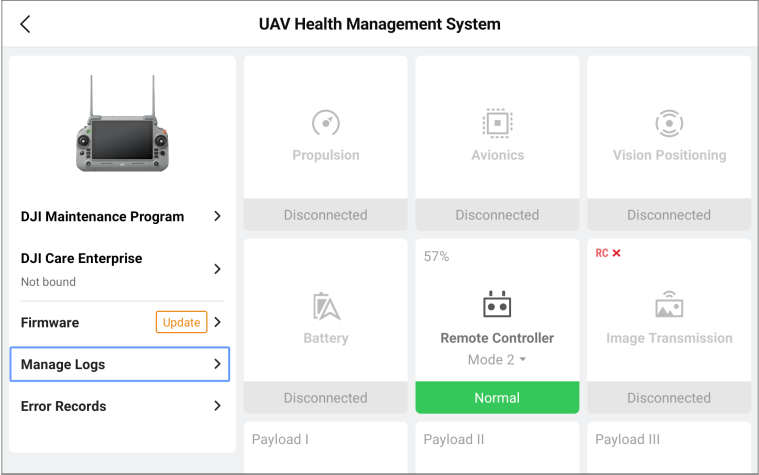 UAV Health Management System
DJI Maintenance Program
DJI Care Enterprise
Not bound
Firmware
Update
Manage Logs
Error Records
Propulsion
Disconnected
Avionics
Disconnected
Vision Positioning
Disconnected
Battery
Disconnected
57%
Remote Controller
Mode 2
Normal
RC
Image Transmission
Disconnected
Payload I
Payload II
Payload III